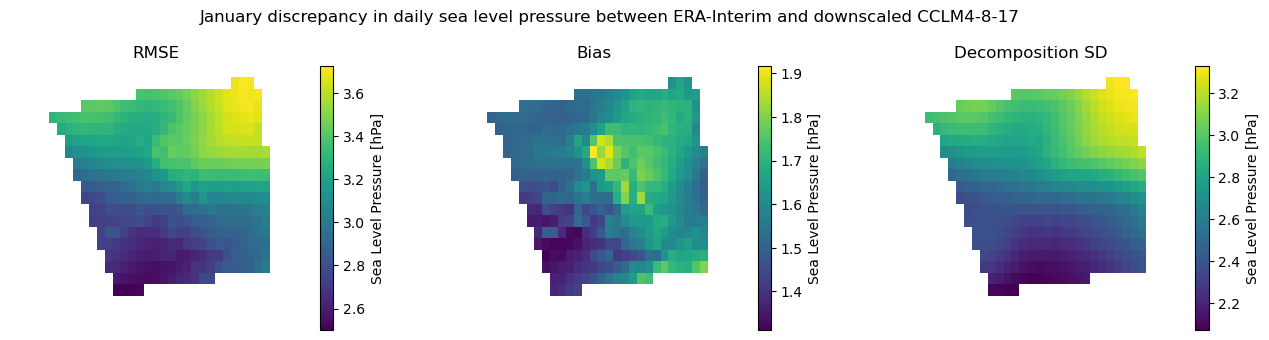 January discrepancy in daily sea level pressure between ERA-Interim and downscaled CCLM4-8-17
RMSE
3.6
3.4
3.2
3.0
2.8
2.6
Sea Level Pressure [hPa]
Bias
1.9
1.8
1.7
1.6
1.5
1.4
Sea Level Pressure [hPa]
Decomposition SD
3.2
3.0
2.8
2.6
2.4
2.2
Sea Level Pressure [hPa]